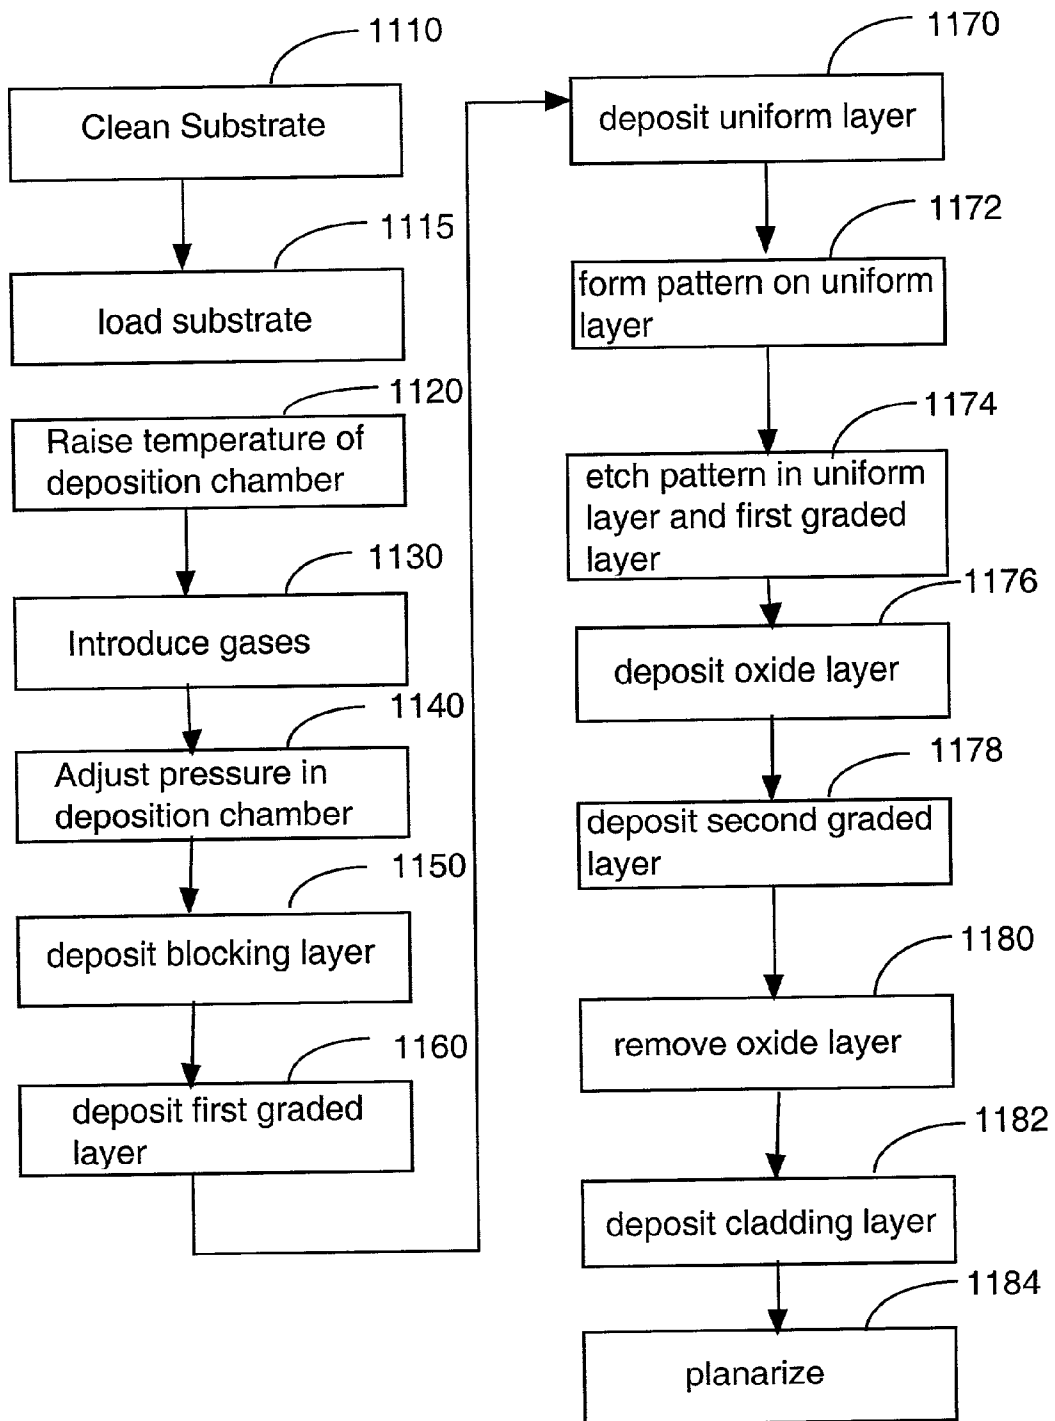 1110
Clean Substrate
1115
load substrate
1120
Raise temperature of
deposition chamber
1130
Introduce gases
1140
Adjust pressure in
deposition chamber
1150
deposit blocking layer
1160
deposit first graded
layer
1170
deposit uniform layer
1172
form pattern on uniform
layer
1174
etch pattern in uniform
layer and first graded
layer
1176
deposit oxide layer
1178
deposit second graded
layer
1180
remove oxide layer
1182
deposit cladding layer
1184
planarize